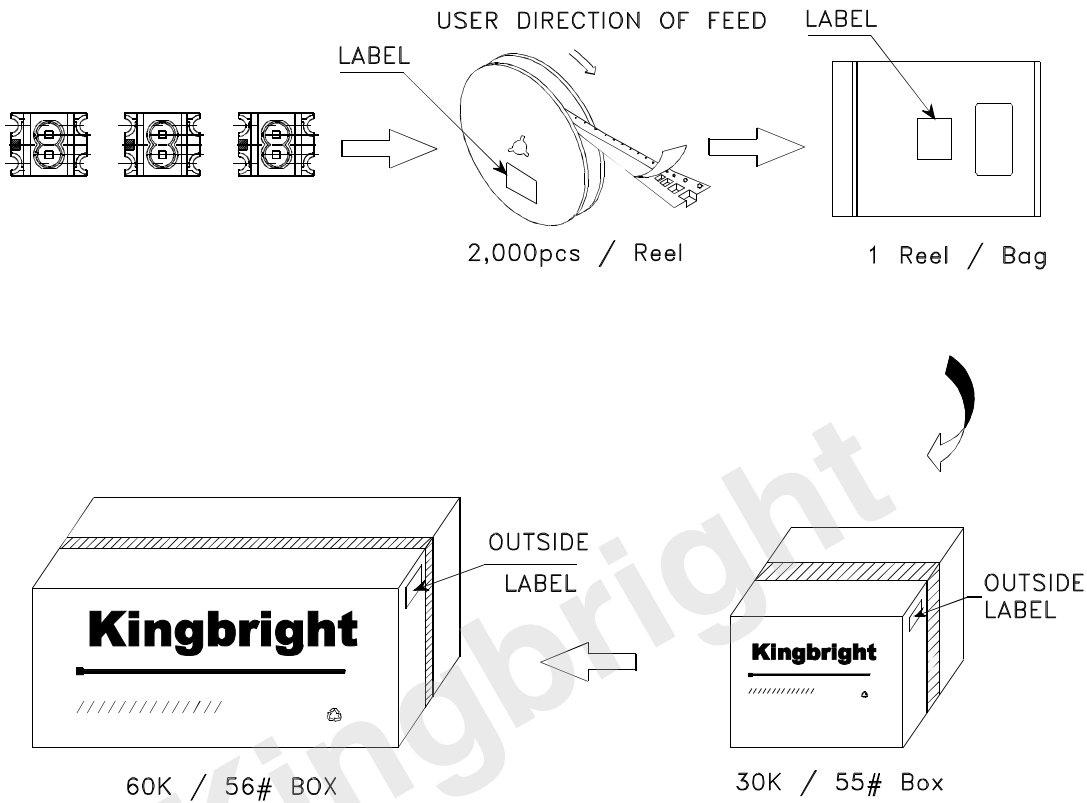 USER DIRECTION OF FEED
LABEL
LABEL
2,000pcs / Reel
1 Reel / Bag
OUTSIDE
LABEL
Kingbright
60K / 56# BOX
OUTSIDE
LABEL
Kingbright
30K / 55# Box
Kingbright